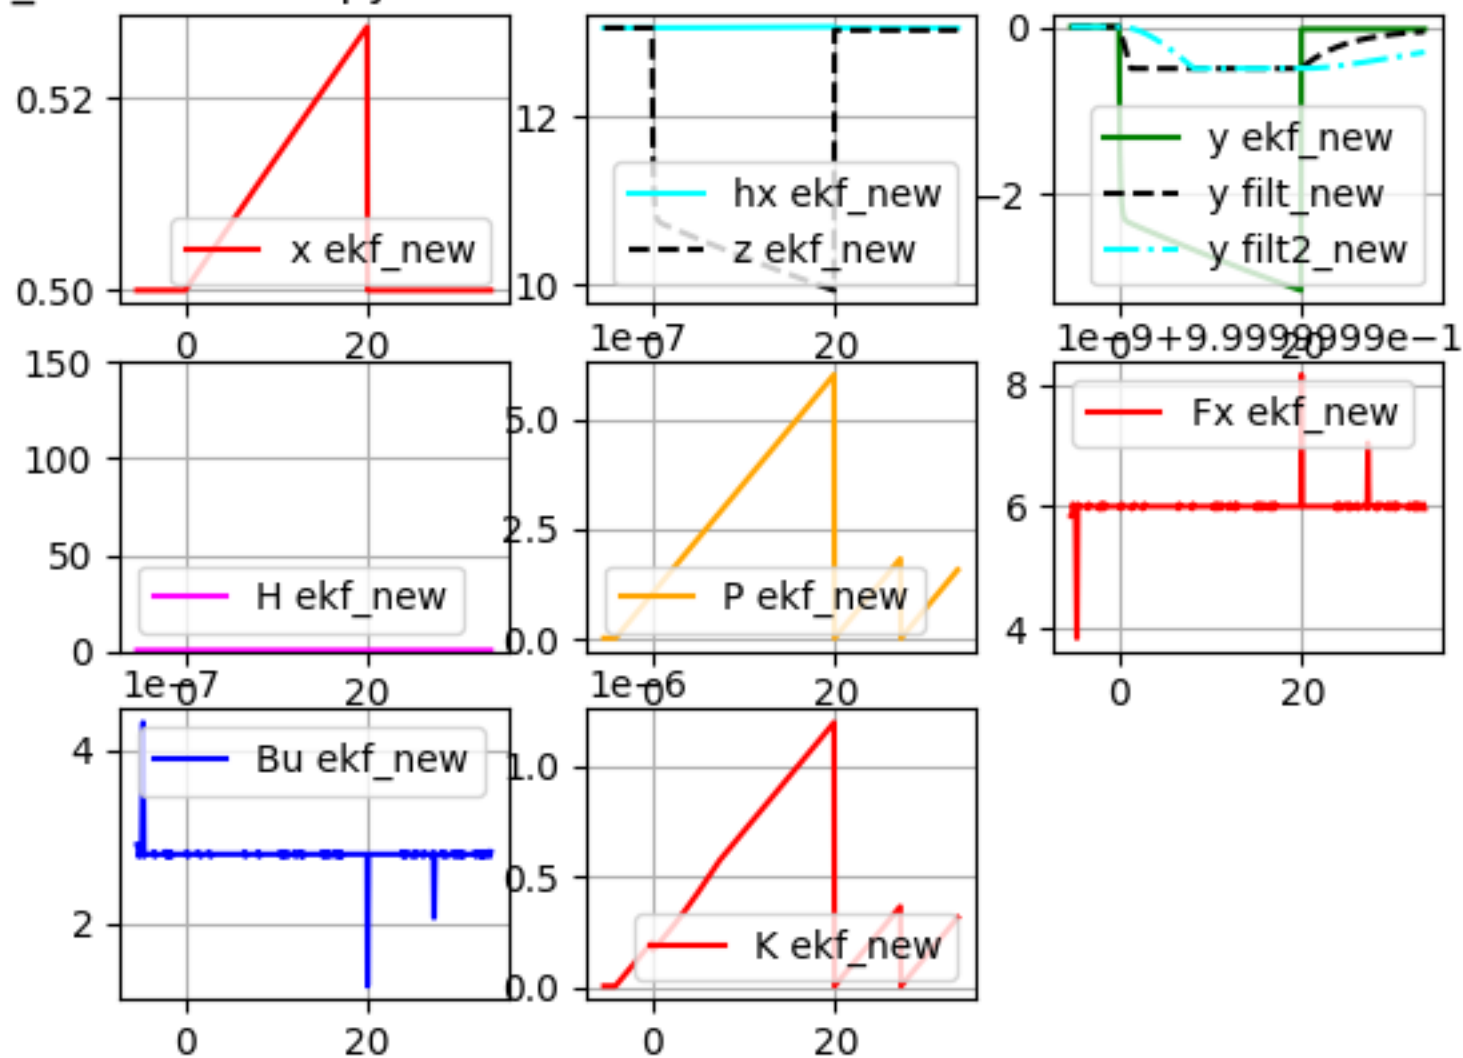 0.52
0.50
x ekf_new
0 20
12
10
hx ekf_new
z ekf_new
0 20
0
−2
y ekf_new
y filt_new
y filt2_new
0 20
150
100
50
0
H ekf_new
0 20
1e−7
5.0
2.5
0.0
P ekf_new
0 20
1e−9+9.9999999e−1
8
6
4
Fx ekf_new
0 20
1e−7
4
2
Bu ekf_new
0 20
1e−6
1.0
0.5
0.0
K ekf_new
0 20